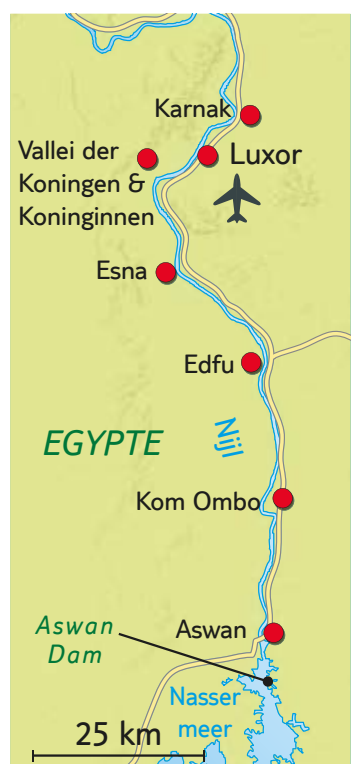 Karnak
Vallei der
Koningen &
Koninginnen
Luxor
Esna
Edfu
EGYPTE
Nijl
Kom Ombo
Aswan
Dam
Aswan
Nasser
meer
25 km